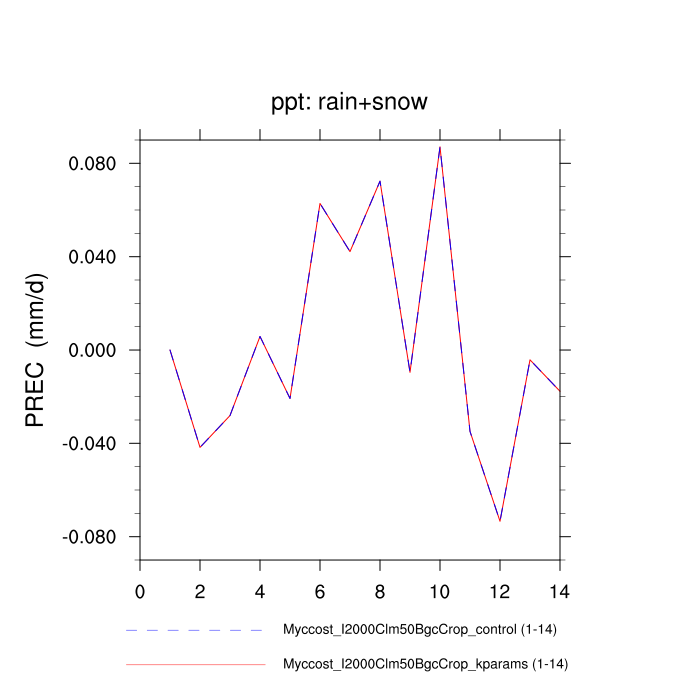 ppt: rain+snow
PREC (mm/d)
0.080
0.040
0.000
-0.040
-0.080
0 2 4 6 8 10 12 14
Myccost_I2000Clm50BgcCrop_control (1-14)
Myccost_I2000Clm50BgcCrop_kparams (1-14)